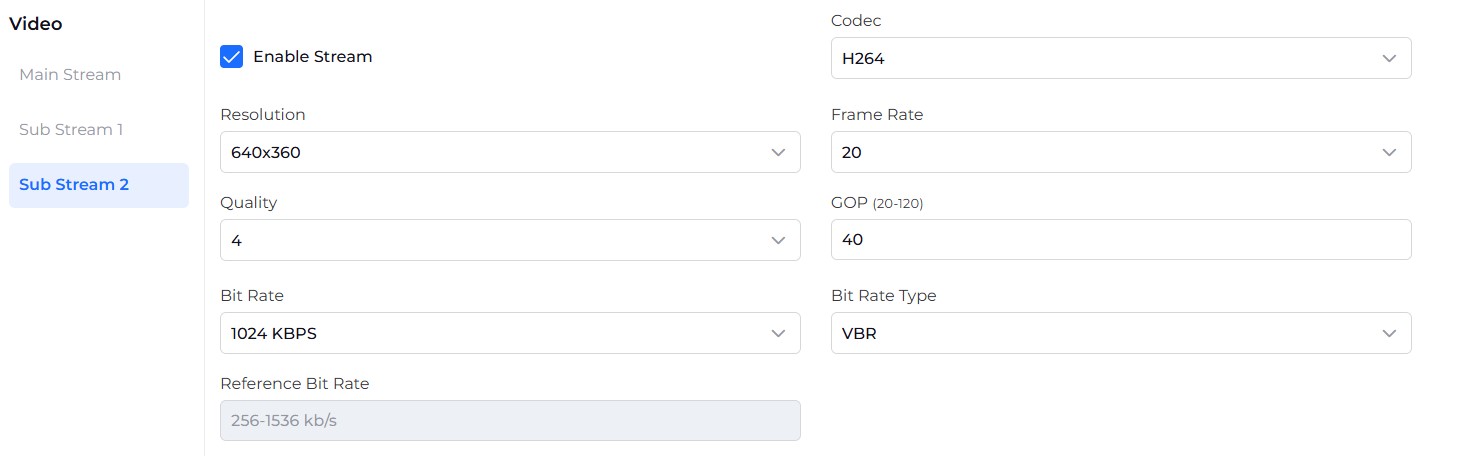 Video
Main Stream
Sub Stream 1
Sub Stream 2
Enable Stream
Codec
H264
Resolution
640x360
Frame Rate
20
Quality
4
GOP (20-120)
40
Bit Rate
1024 KBPS
Bit Rate Type
VBR
Reference Bit Rate
256-1536 kb/s